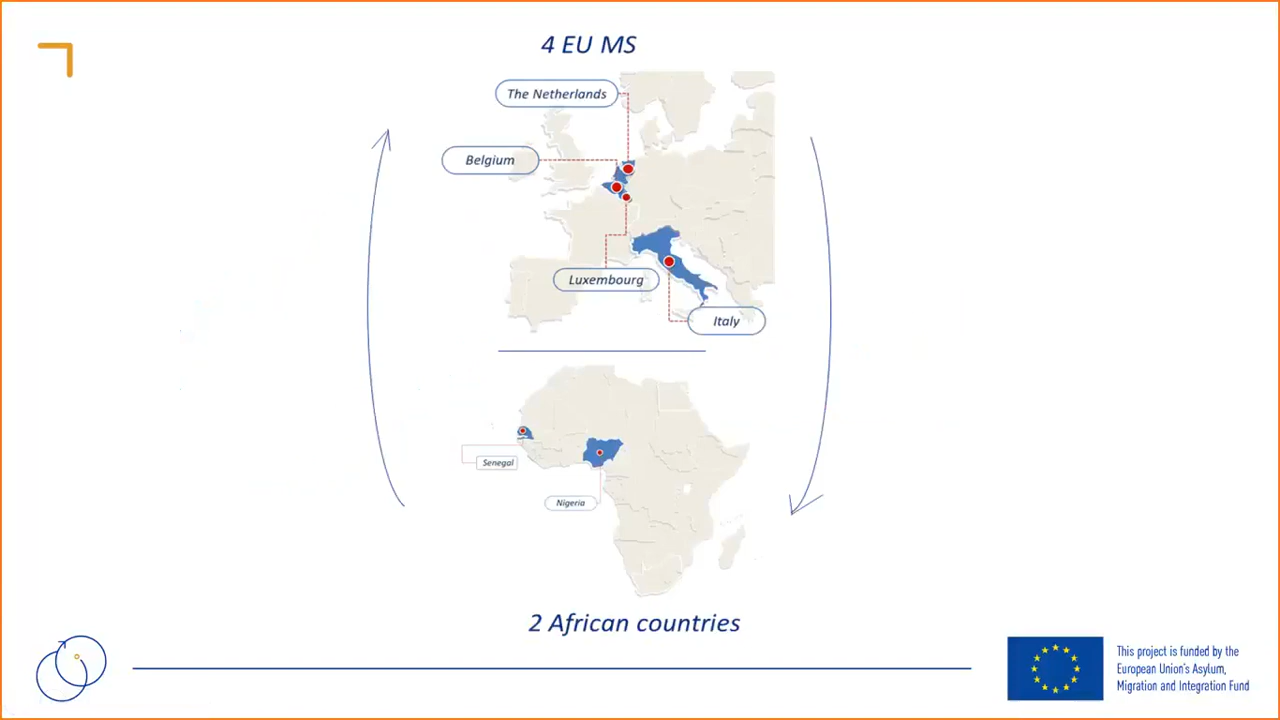 4 EU MS
The Netherlands
Belgium
Luxembourg
Italy
Senegal
Nigeria
2 African countries
This project is funded by the
European Union's Asylum,
Migration and Integration Fund